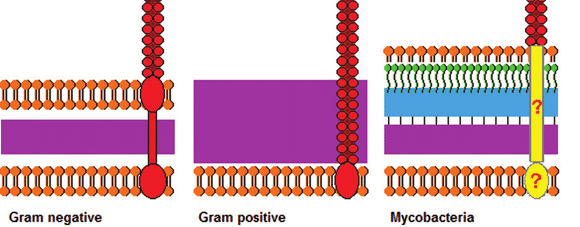 ?
?
Gram negative
Gram positive
Mycobacteria